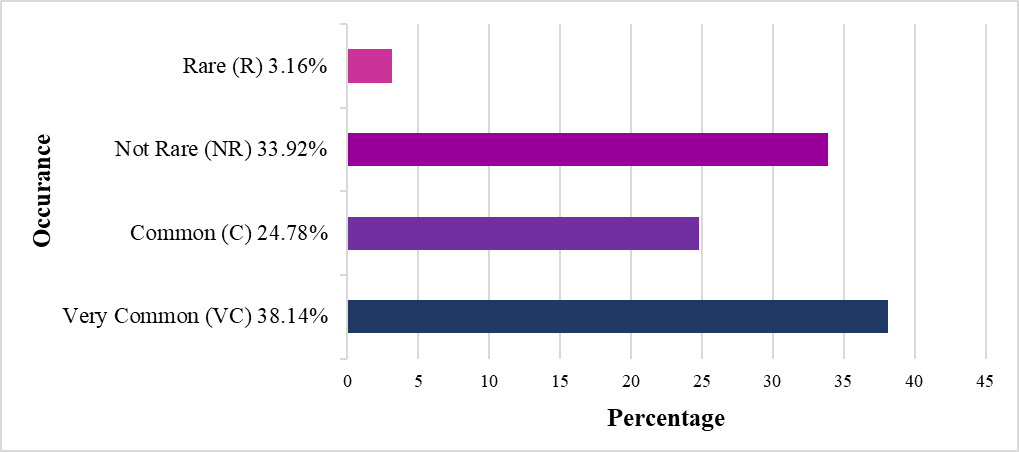 Rare (R) 3.16%
Not Rare (NR) 33.92%
Common (C) 24.78%
Very Common (VC) 38.14%
Occurance
0 5 10 15 20 25 30 35 40 45
Percentage